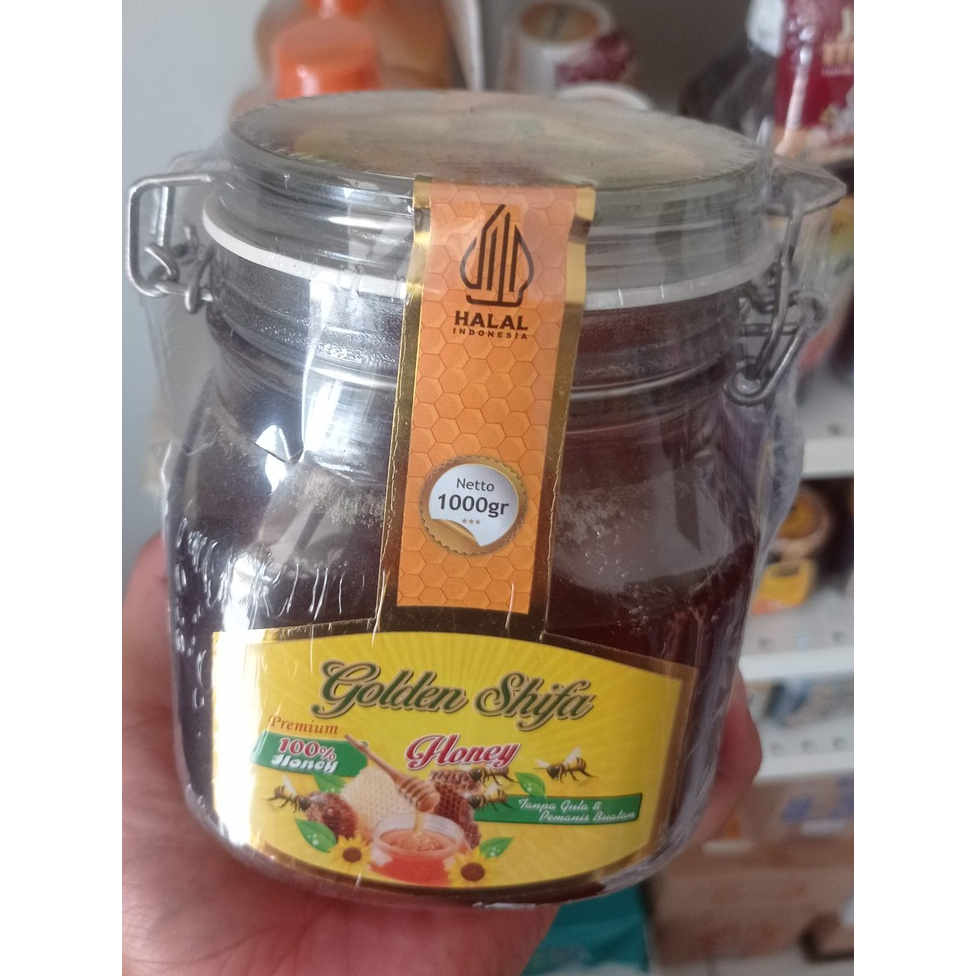 HALAL
INDONESIA
Netto
1000gr
Golden Shifa
Premium
100%
Honey
Honey
Tanpa Gula &
Pemanis Buatan